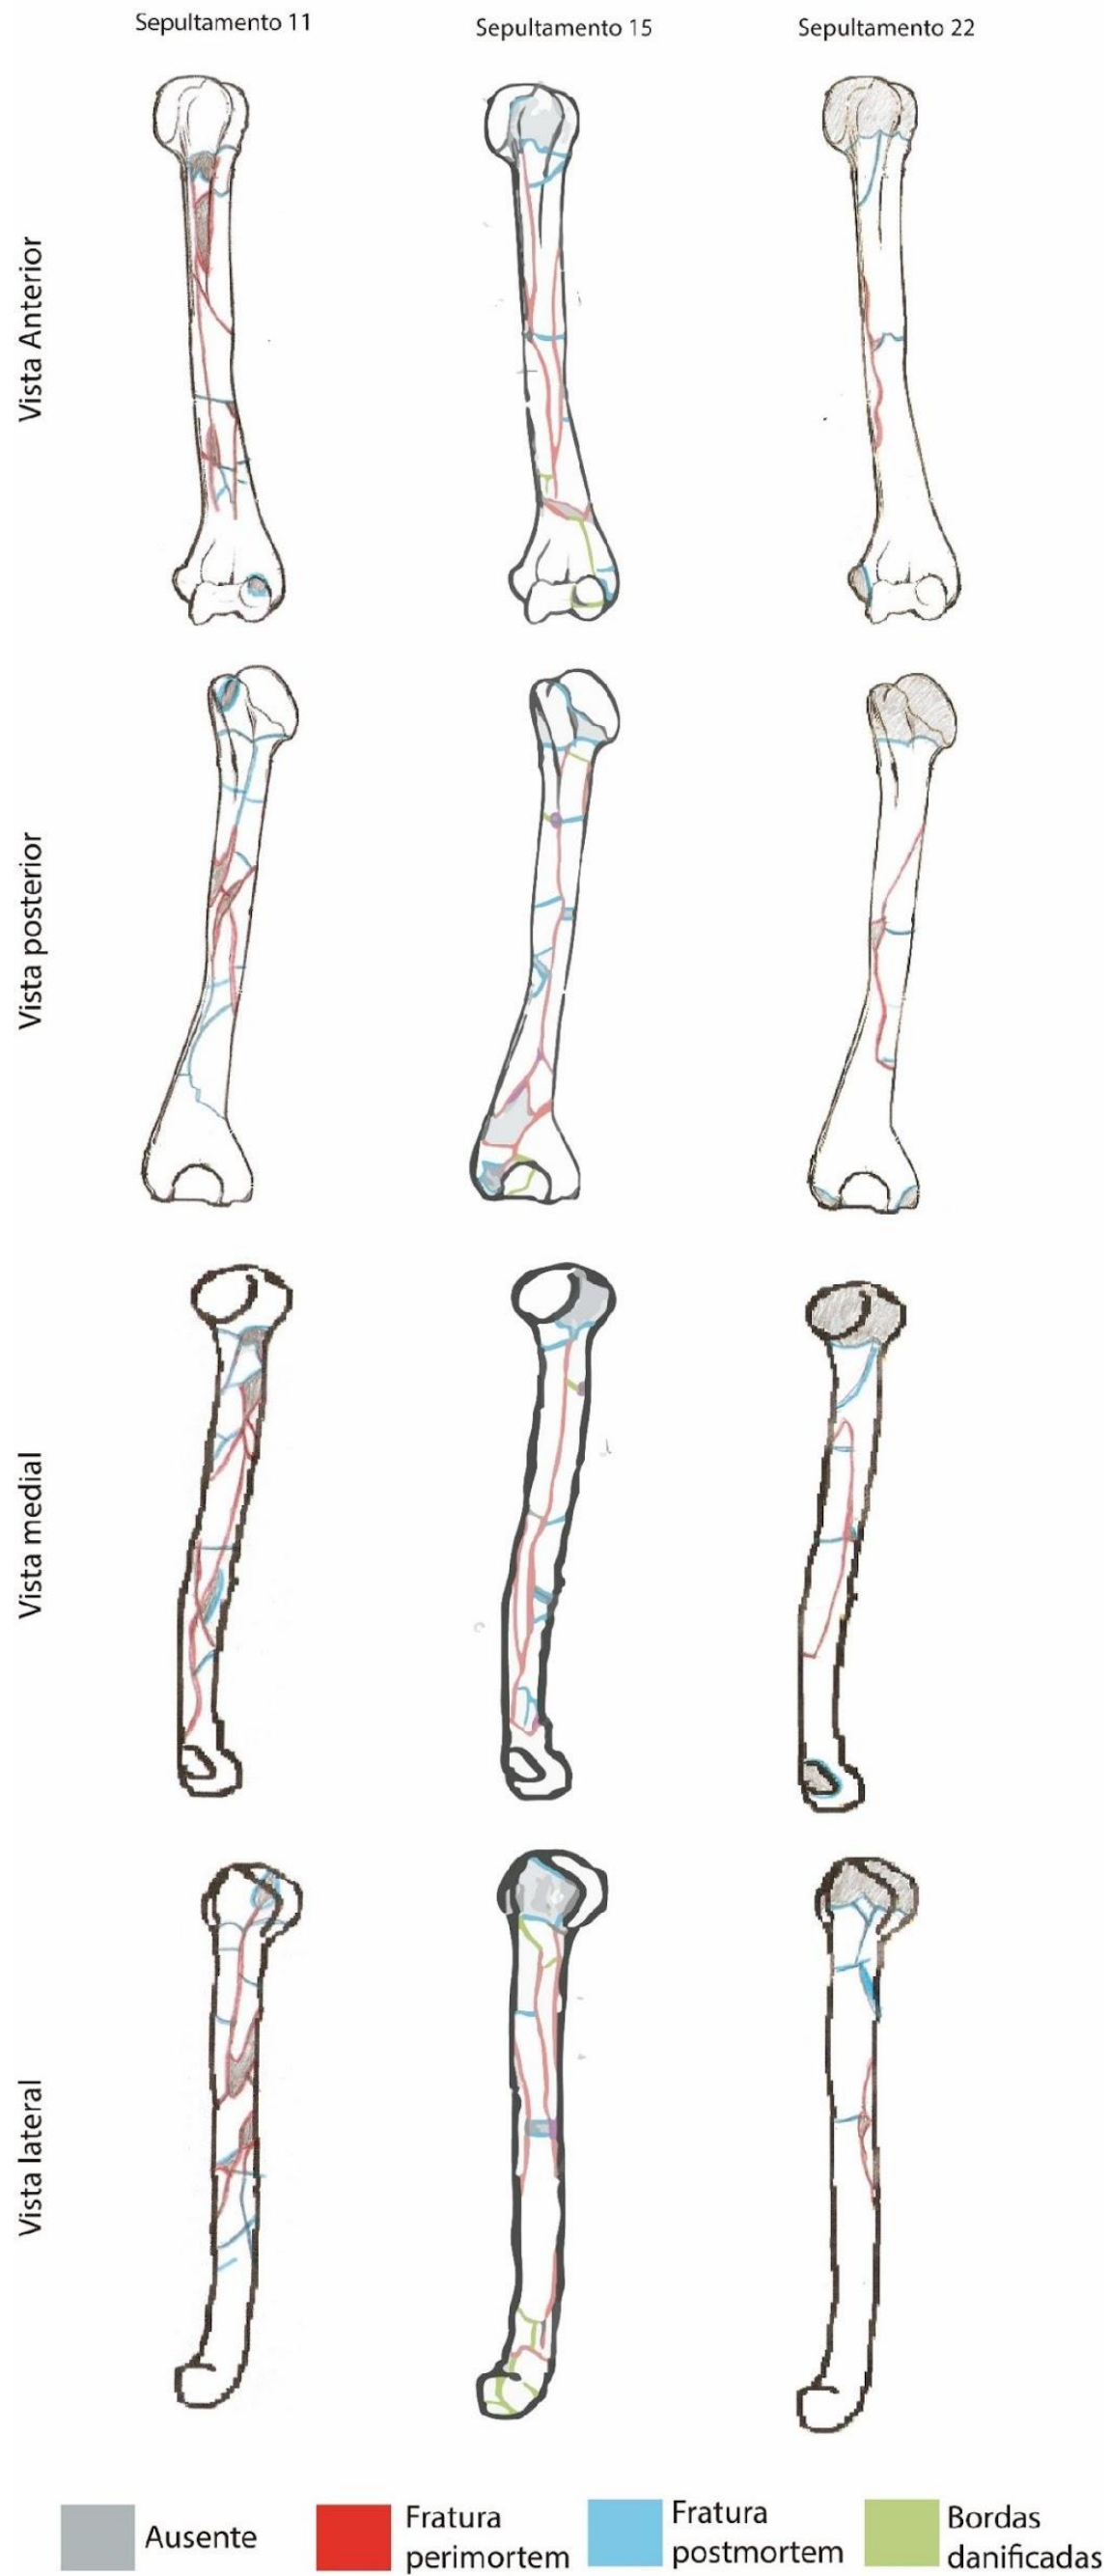 Sepultamento 11
Sepultamento 15
Sepultamento 22
Vista Anterior
Vista posterior
Vista medial
Vista lateral
Ausente
Fratura
perimortem
Fratura
postmortem
Bordas
danificadas